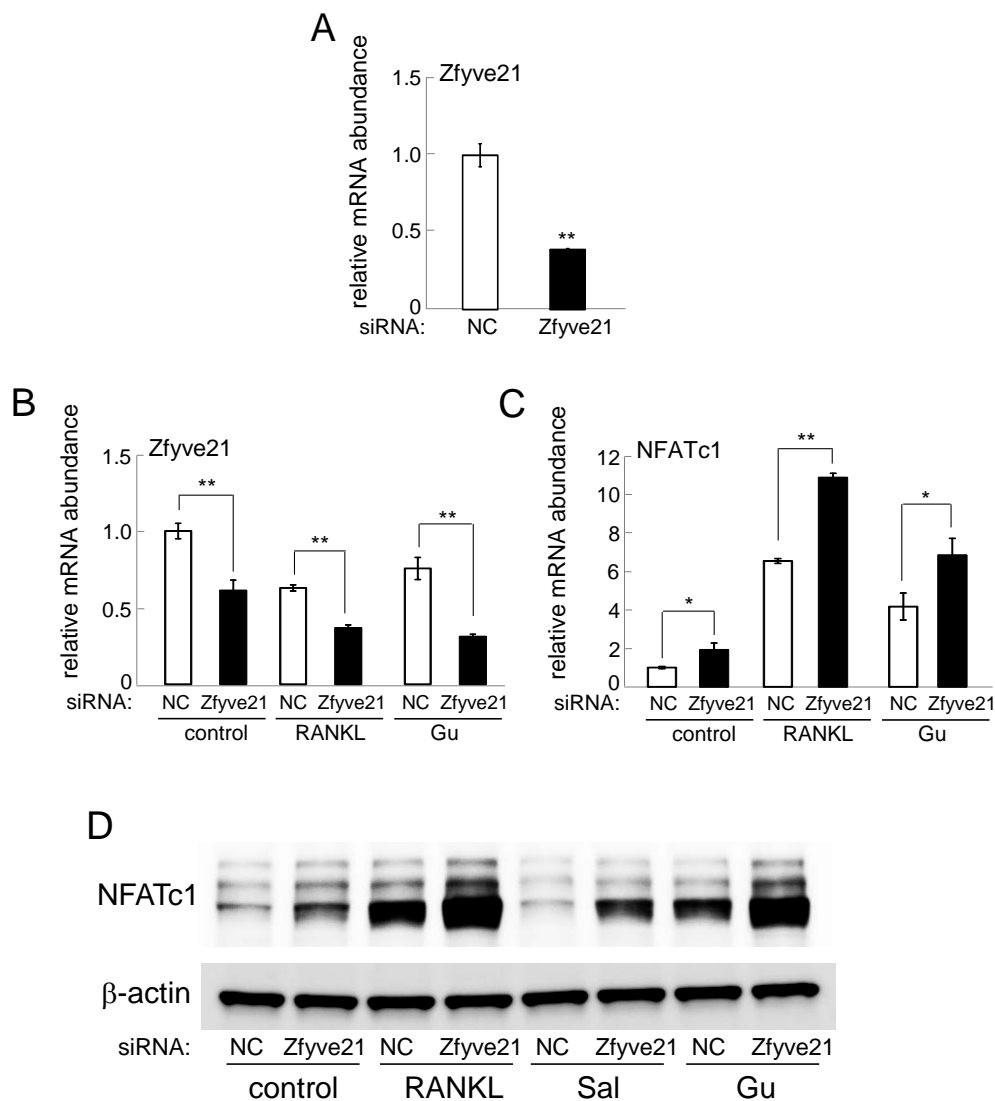 A
relative mRNA abundance
Zfyve21
1.5
1.0
0.5
0
**
siRNA: NC Zfyve21
B
relative mRNA abundance
Zfyve21
1.5
1.0
0.5
0
**
**
**
siRNA: NC Zfyve21 NC Zfyve21 NC Zfyve21
control RANKL Gu
C
relative mRNA abundance
NFATc1
12
10
8
6
4
2
0
*
**
*
siRNA: NC Zfyve21 NC Zfyve21 NC Zfyve21
control RANKL Gu
D
NFATc1
β-actin
siRNA: NC Zfyve21 NC Zfyve21 NC Zfyve21 NC Zfyve21
control RANKL Sal Gu